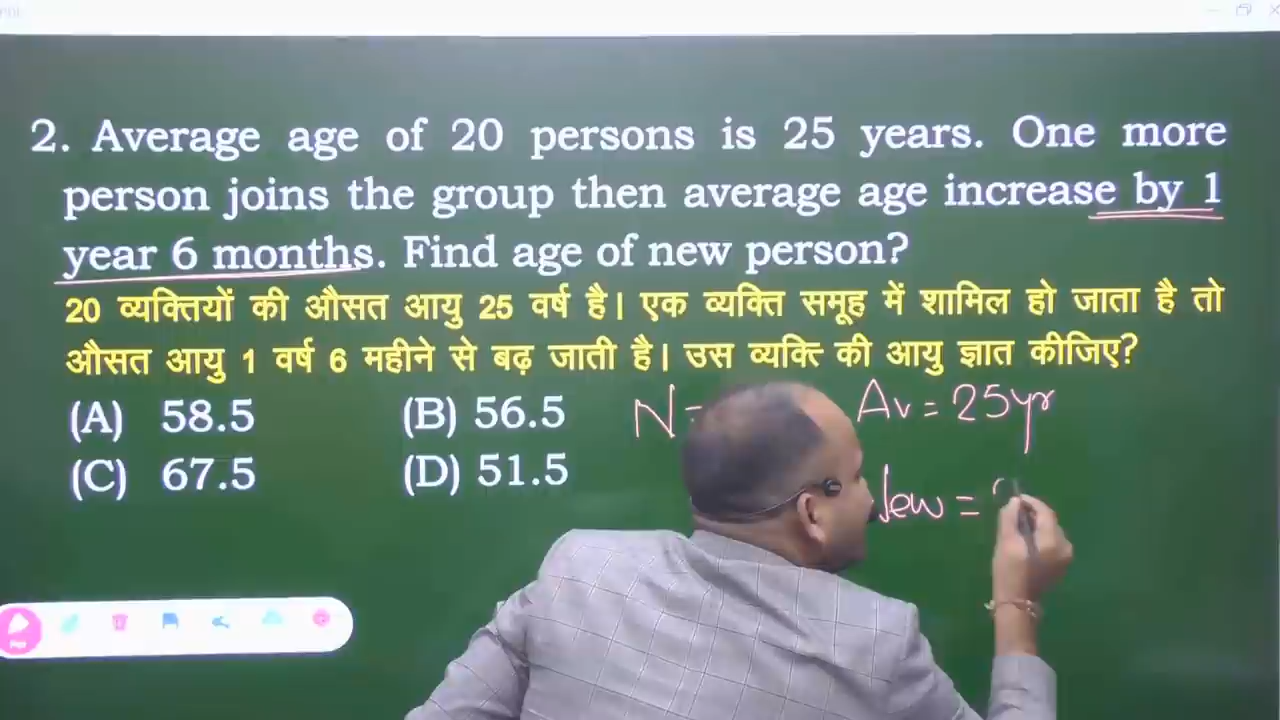 2. Average age of 20 persons is 25 years. One more
person joins the group then average age increase by 1
year 6 months. Find age of new person?
20 व्यक्तियों की औसत आयु 25 वर्ष है। एक व्यक्ति समूह में शामिल हो जाता है तो
औसत आयु 1 वर्ष 6 महीने से बढ़ जाती है। उस व्यक्ति की आयु ज्ञात कीजिए?
(A) 58.5 (B) 56.5
(C) 67.5 (D) 51.5
N= Av = 25yr
=
Pen